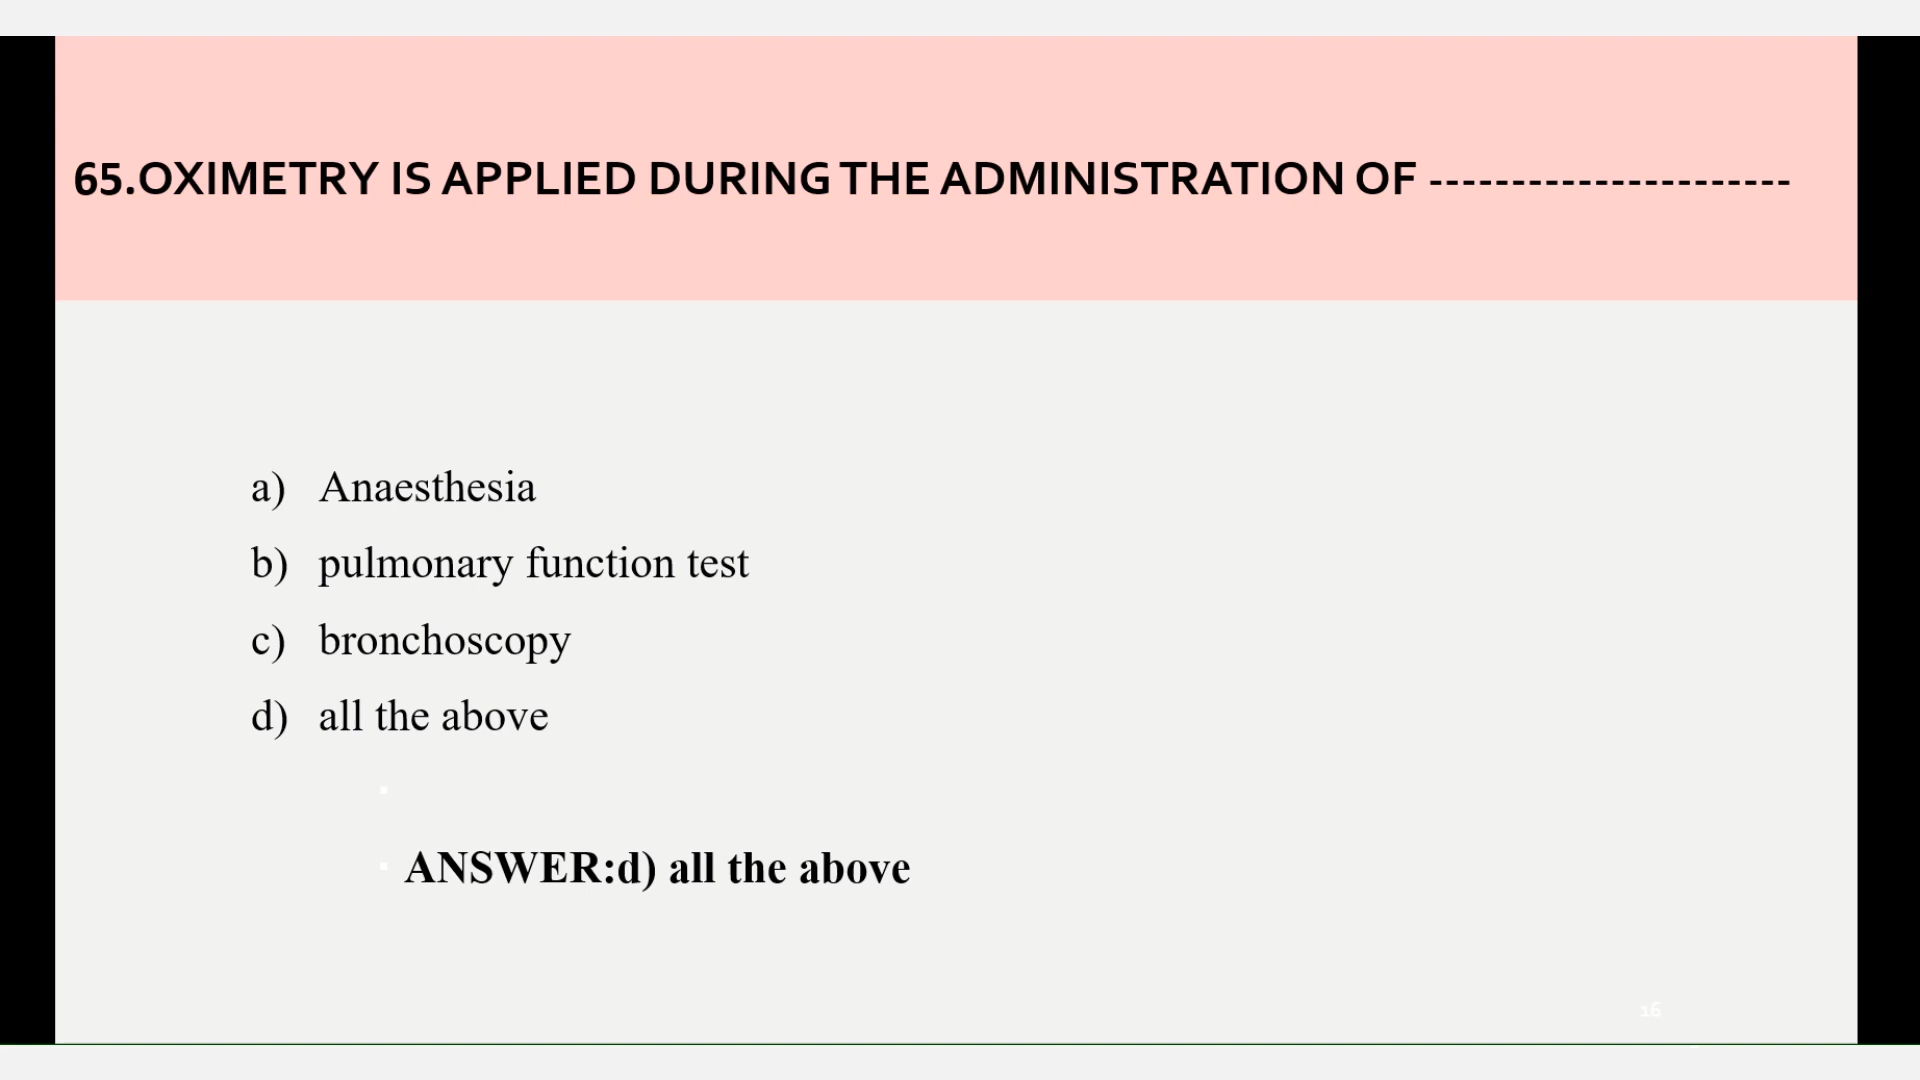 65.OXIMETRY IS APPLIED DURING THE ADMINISTRATION OF ----------------------
a) Anaesthesia
b) pulmonary function test
c) bronchoscopy
d) all the above
ANSWER:d) all the above
16